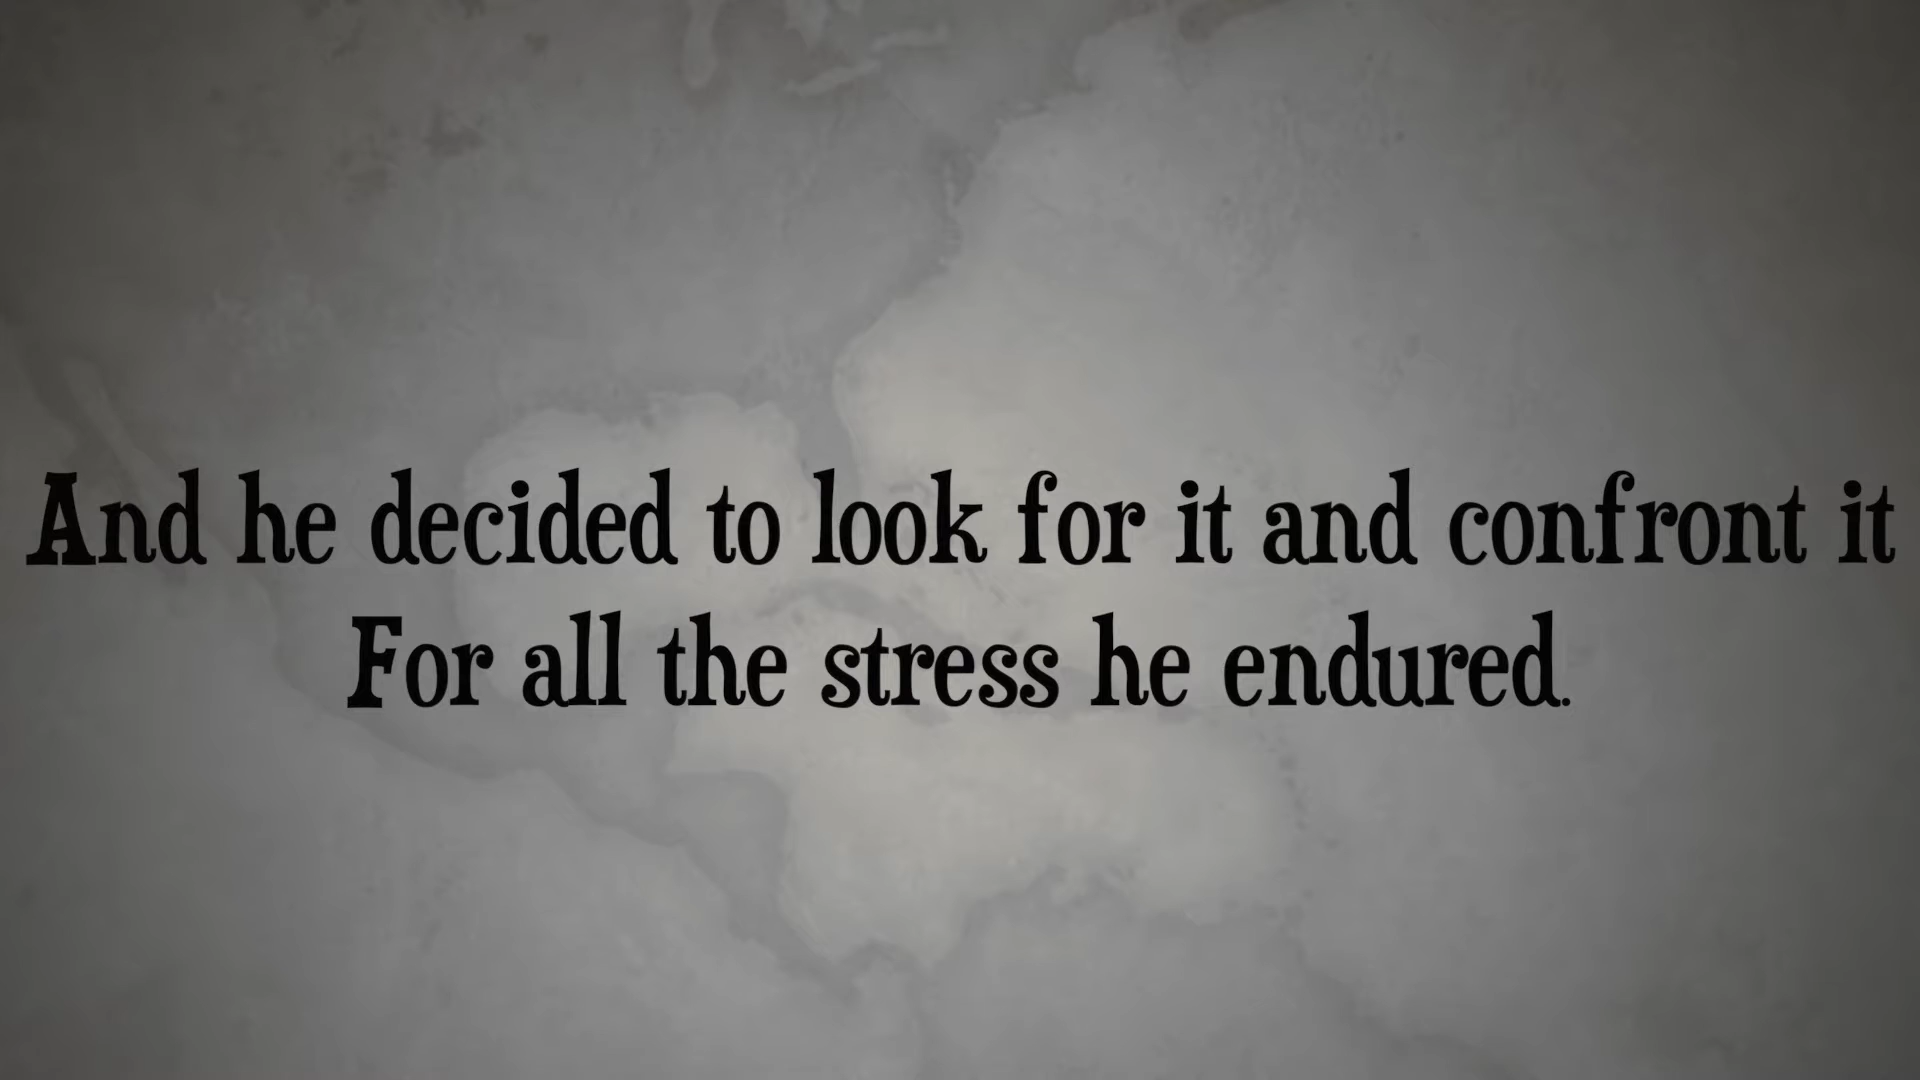 And he decided to look for it and confront it
For all the stress he endured.